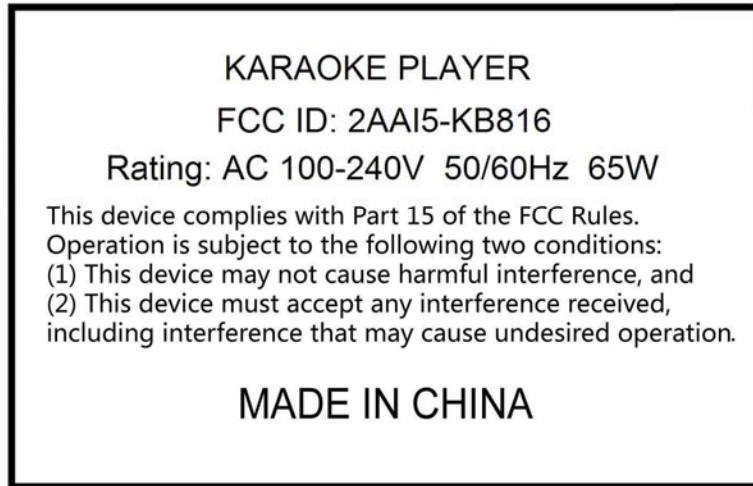 KARAOKE PLAYER
FCC ID: 2AAI5-KB816
Rating: AC 100-240V 50/60Hz 65W
This device complies with Part 15 of the FCC Rules.
Operation is subject to the following two conditions:
(1) This device may not cause harmful interference, and
(2) This device must accept any interference received,
including interference that may cause undesired operation.
MADE IN CHINA